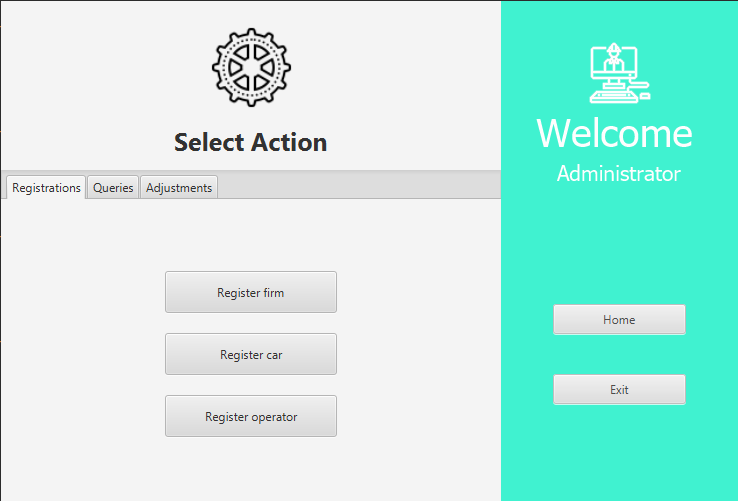 Select Action
Registrations
Queries
Adjustments
Register firm
Register car
Register operator
Welcome
Administrator
Home
Exit